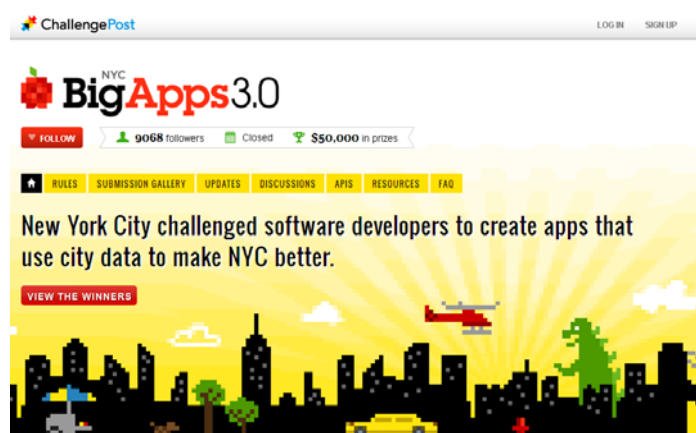 ChallengePost
LOG IN SIGN UP
NYC
BigApps3.0
FOLLOW 9068 followers Closed $50,000 in prizes
RULES SUBMISSION GALLERY UPDATES DISCUSSIONS APIS RESOURCES FAQ
New York City challenged software developers to create apps that
use city data to make NYC better.
VIEW THE WINNERS